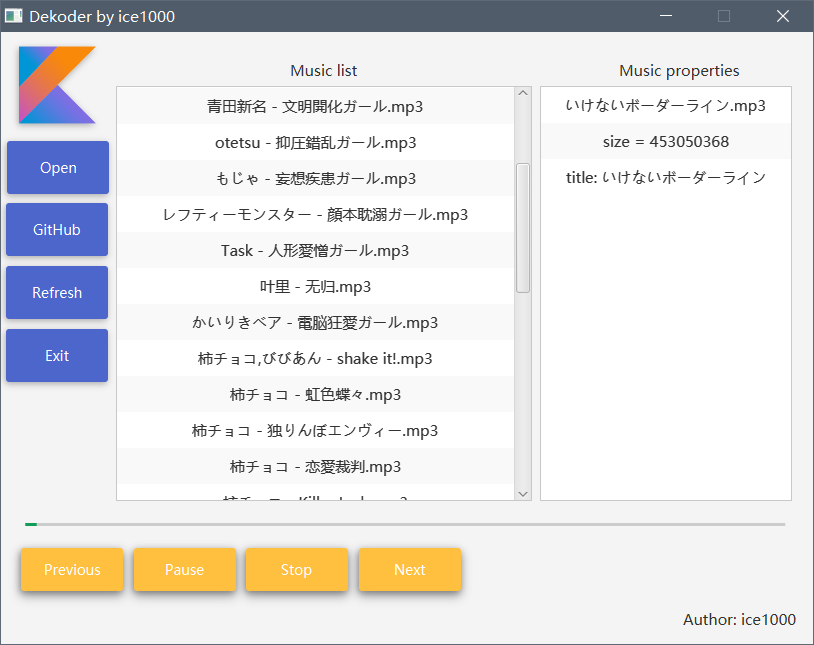 Dekoder by ice1000
Music list
Music properties
Open
GitHub
Refresh
Exit
青田新名 - 文明開化ガール.mp3
otetsu - 抑圧錯乱ガール.mp3
もじゃ - 妄想疾患ガール.mp3
レフティーモンスター - 顔本耽溺ガール.mp3
Task - 人形愛憎ガール.mp3
叶里 - 无归.mp3
かいりきベア - 電脳狂愛ガール.mp3
柿チョコ,びびあん - shake it!.mp3
柿チョコ - 虹色蝶々.mp3
柿チョコ - 独りんぼエンヴィー.mp3
柿チョコ - 恋愛裁判.mp3
いけないボーダーライン.mp3
size = 453050368
title: いけないボーダーライン
Previous
Pause
Stop
Next
Author: ice1000